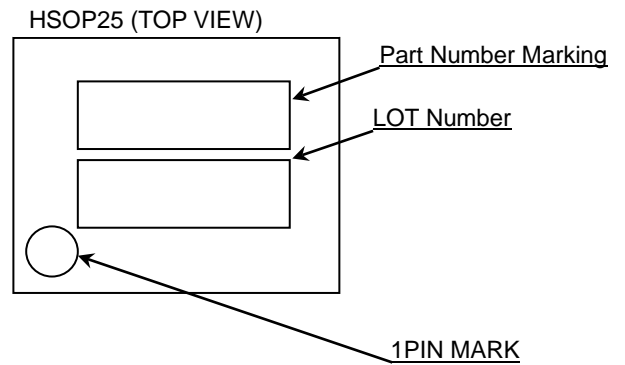 HSOP25 (TOP VIEW)
Part Number Marking
LOT Number
1PIN MARK